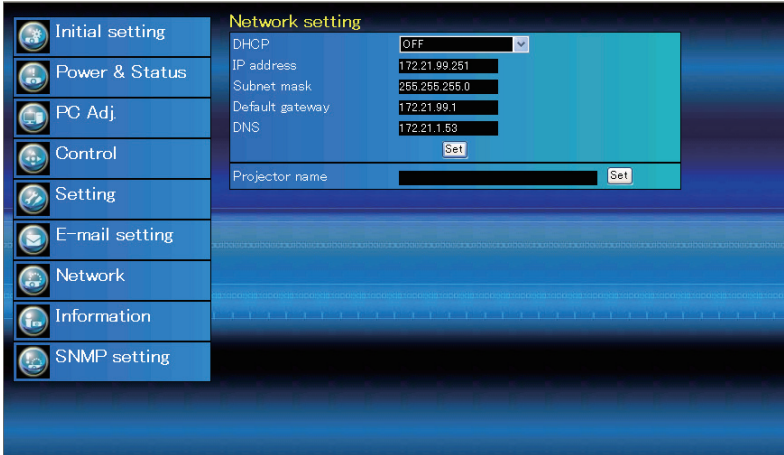 Initial setting
Power & Status
PC Adj.
Control
Setting
E-mail setting
Network
Information
SNMP setting
Network setting
DHCP OFF
IP address 172.21.99.251
Subnet mask 255.255.255.0
Default gateway 172.21.99.1
DNS 172.21.1.53
Set
Projector name Set